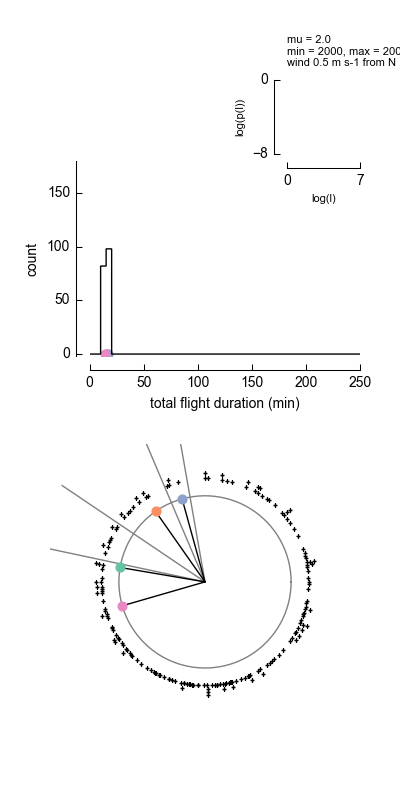 mu = 2.0
min = 2000, max = 200
wind 0.5 m s-1 from N
0
log(p(l))
−8
0 7
log(l)
150
100
50
0
count
0 50 100 150 200 250
total flight duration (min)